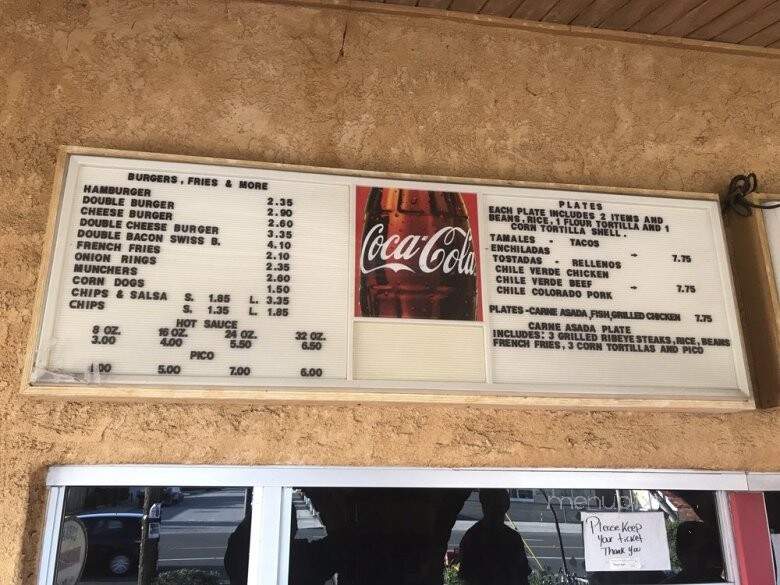 BURGERS, FRIES & MORE
HAMBURGER 2.35
DOUBLE BURGER 2.90
CHEESE BURGER 2.60
DOUBLE CHEESE BURGER 3.35
DOUBLE BACON SWISS B. 4.10
FRENCH FRIES 2.10
ONION RINGS 2.35
MUNCHERS 2.60
CORN DOGS 1.50
CHIPS & SALSA S. 1.85 L. 3.35
CHIPS S. 1.35 L. 1.85
HOT SAUCE
8 OZ. 16 OZ. 24 OZ. 32 OZ.
3.00 4.00 5.50 6.50
PICO
00 5.00 7.00 6.00
Coca-Cola
PLATES
EACH PLATE INCLUDES 2 ITEMS AND
BEANS, RICE, 1 FLOUR TORTILLA AND 1
CORN TORTILLA SHELL.
TAMALES - TACOS
-ENCHILADAS - 7.75
TOSTADAS - RELLENOS
CHILE VERDE CHICKEN
CHILE VERDE BEEF - 7.75
CHILE COLORADO PORK
PLATES-CARNE ASADA, FISH, GRILLED CHICKEN 7.75
CARNE ASADA PLATE
INCLUDES: 3 GRILLED RIBEYE STEAKS, RICE, BEANS
FRENCH FRIES, 3 CORN TORTILLAS AND PICO
Please Keep
Your ticket
Thank you